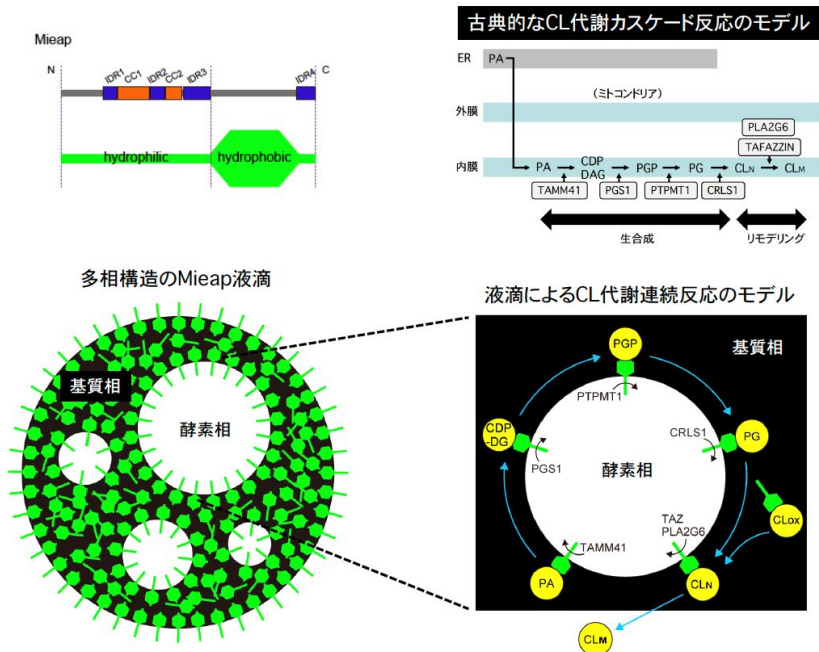 Mieap
N
IDR1
CC1
IDR2
CC2
IDR3
IDR4
C
hydrophilic
hydrophobic
古典的なCL代謝カスケード反応のモデル
ER
PA
(ミトコンドリア)
外膜
PLA2G6
TAFAZZIN
内膜
PA
CDP
DAG
PGP
PG
CLN
CLM
TAMM41
PGS1
PTPMT1
CRLS1
生合成
リモデリング
多相構造のMieap液滴
基質相
酵素相
液滴によるCL代謝連続反応のモデル
PGP
基質相
PTPMT1
CDP
-DG
CRLS1
PG
PGS1
酵素相
CLOX
TAZ
PLA2G6
TAMM41
PA
CLN
CLM